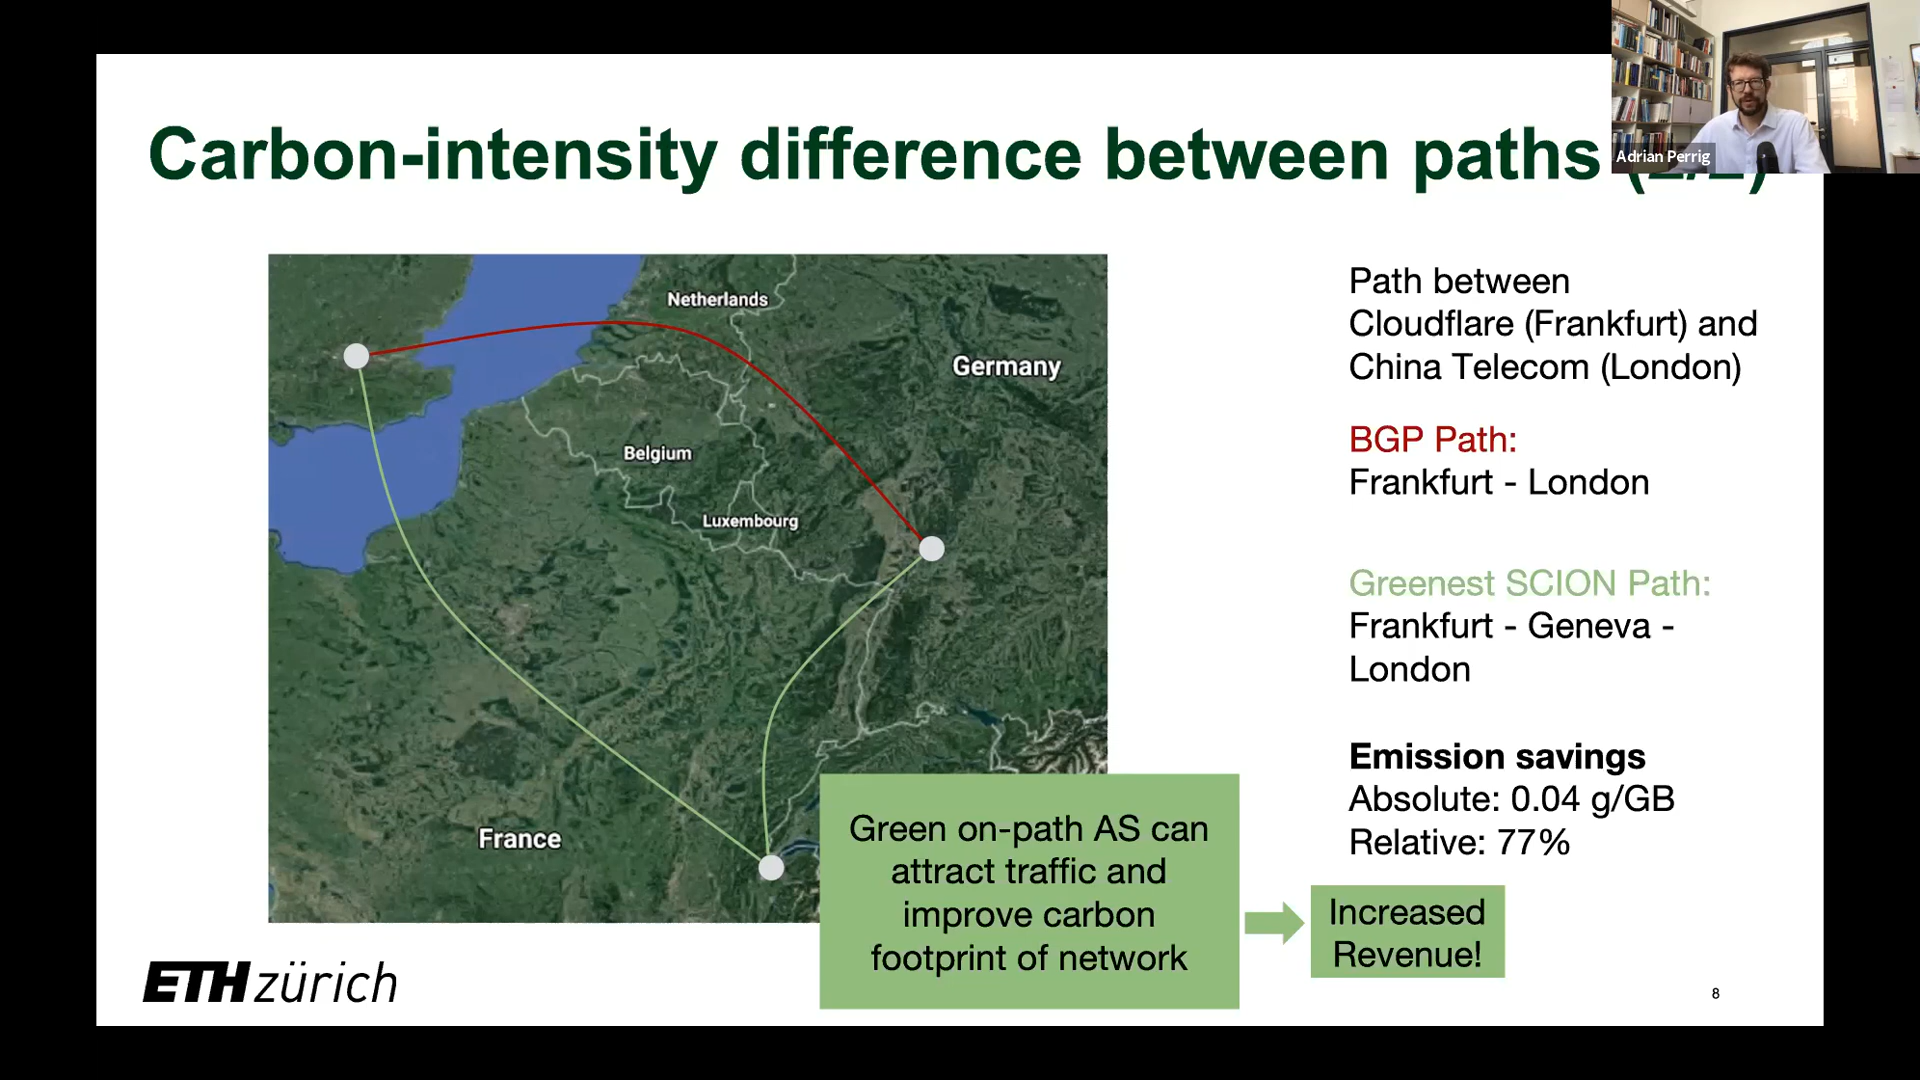 Carbon-intensity difference between paths
Adrian Perrig
Netherlands
Germany
Belgium
Luxembourg
France
Path between
Cloudflare (Frankfurt) and
China Telecom (London)
BGP Path:
Frankfurt - London
Greenest SCION Path:
Frankfurt - Geneva -
London
Emission savings
Absolute: 0.04 g/GB
Relative: 77%
Green on-path AS can
attract traffic and
improve carbon
footprint of network
Increased
Revenue!
ETH zürich
8